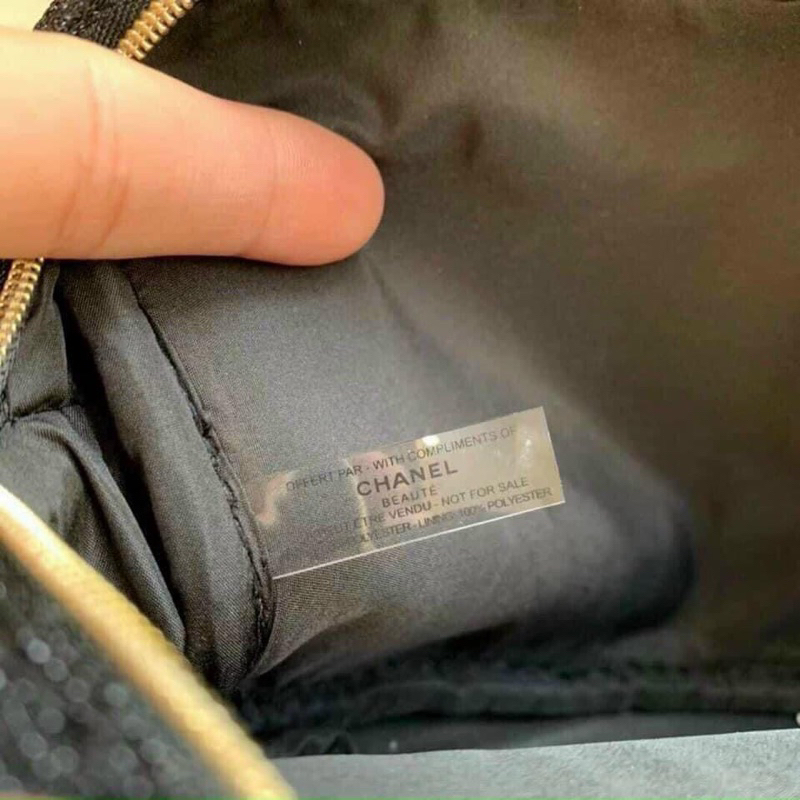 OFFERT PAR - WITH COMPLIMENTS OF
CHANEL
BEAUTÉ
ÊTRE VENDU - NOT FOR SALE
POLYESTER - LINING: 100% POLYESTER